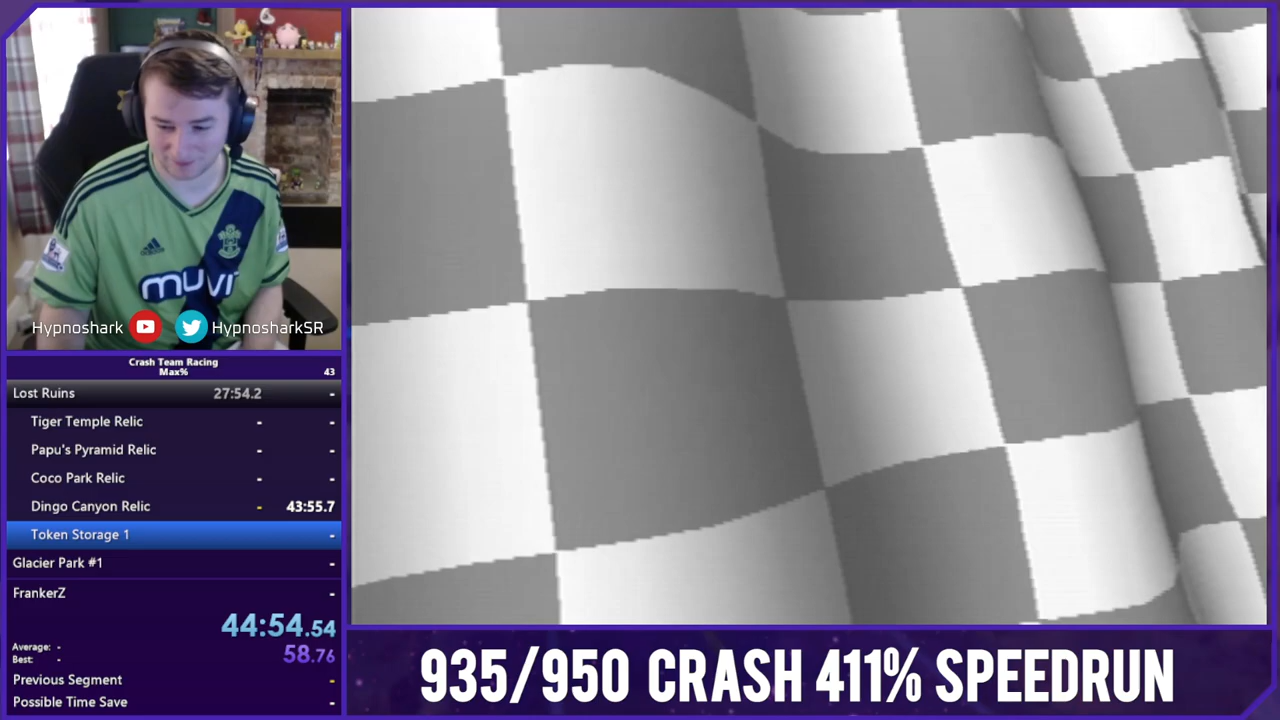 muvi
Hypnoshark
HypnosharkSR
Crash Team Racing
Max%
43
Lost Ruins 27:54.2 -
Tiger Temple Relic - -
Papu's Pyramid Relic - -
Coco Park Relic - -
Dingo Canyon Relic - 43:55.7
Token Storage 1 -
Glacier Park #1 -
FrankerZ -
44:54.54
Average: -
Best: -
58.76
Previous Segment -
Possible Time Save -
935/950 CRASH 411% SPEEDRUN